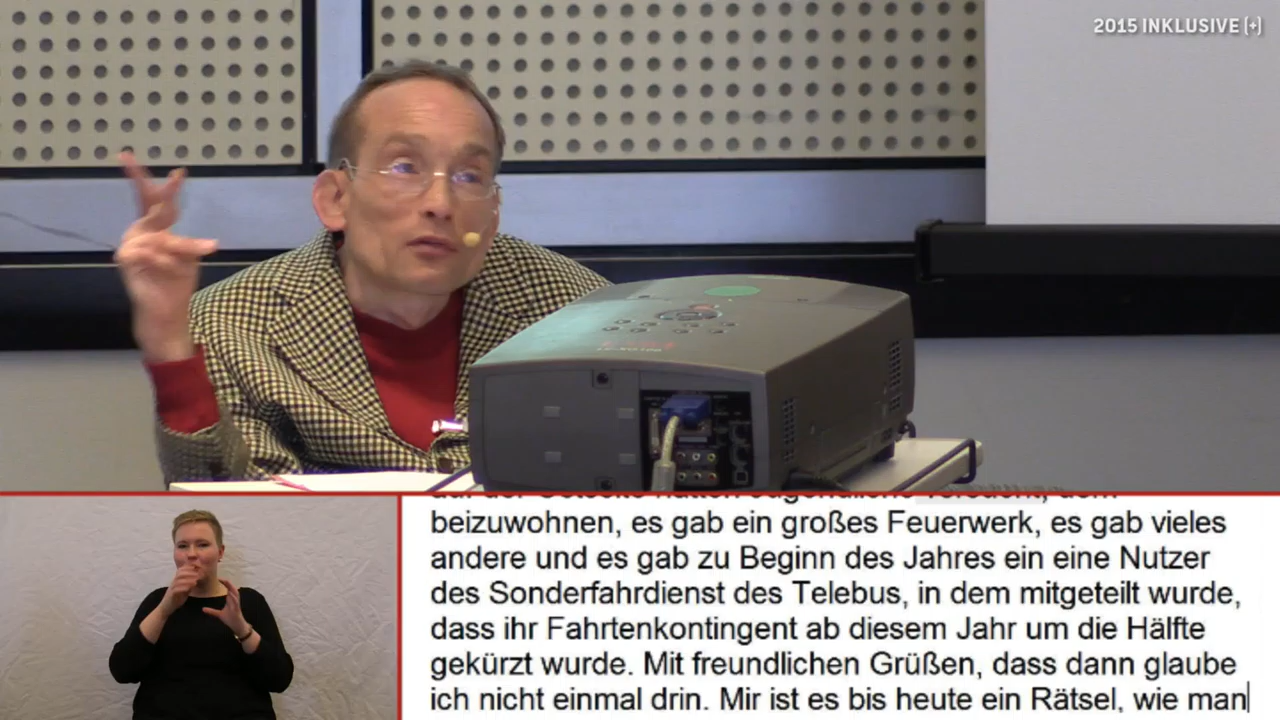 2015 INKLUSIVE [+]
beizuwohnen, es gab ein großes Feuerwerk, es gab vieles
andere und es gab zu Beginn des Jahres ein eine Nutzer
des Sonderfahrdienst des Telebus, in dem mitgeteilt wurde,
dass ihr Fahrtenkontingent ab diesem Jahr um die Hälfte
gekürzt wurde. Mit freundlichen Grüßen, dass dann glaube
ich nicht einmal drin. Mir ist es bis heute ein Rätsel, wie man